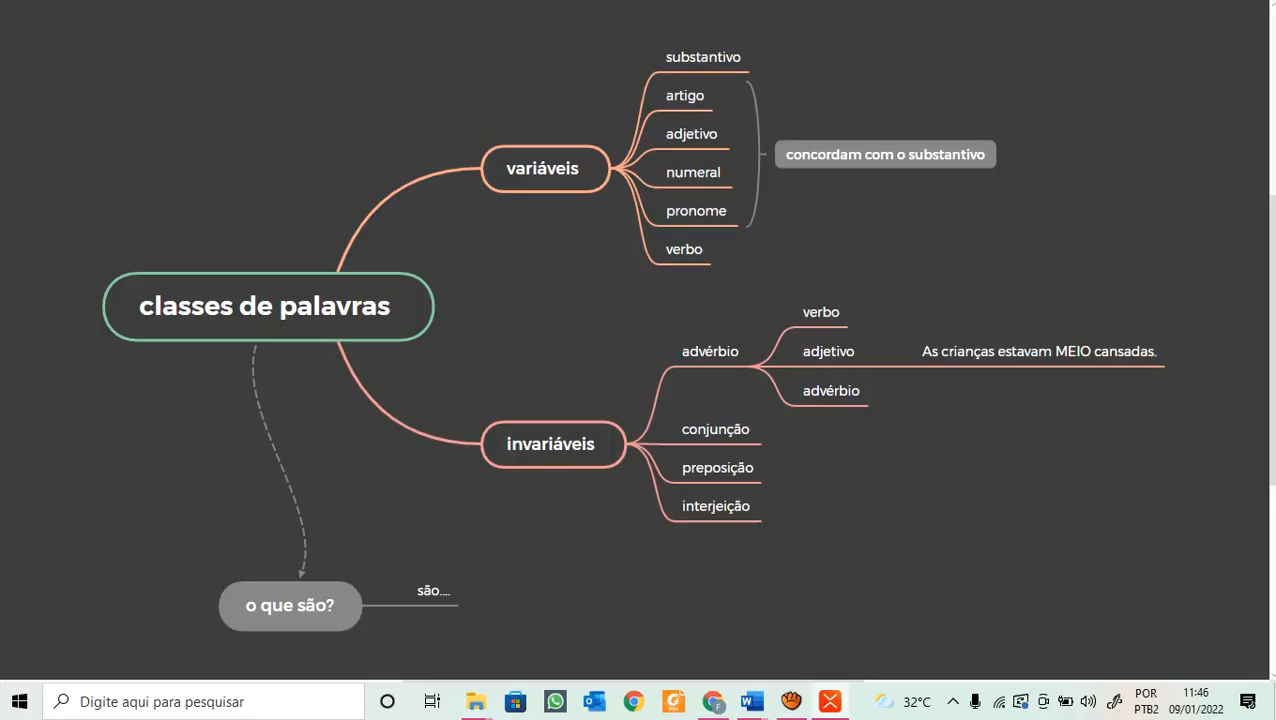 substantivo
artigo
adjetivo
numeral
pronome
verbo
variáveis
concordam com o substantivo
classes de palavras
verbo
advérbio
adjetivo
As crianças estavam MEIO cansadas.
advérbio
conjunção
invariáveis
preposição
interjeição
são....
o que são?
Digite aqui para pesquisar
32°C
POR
PTB2
11:46
09/01/2022